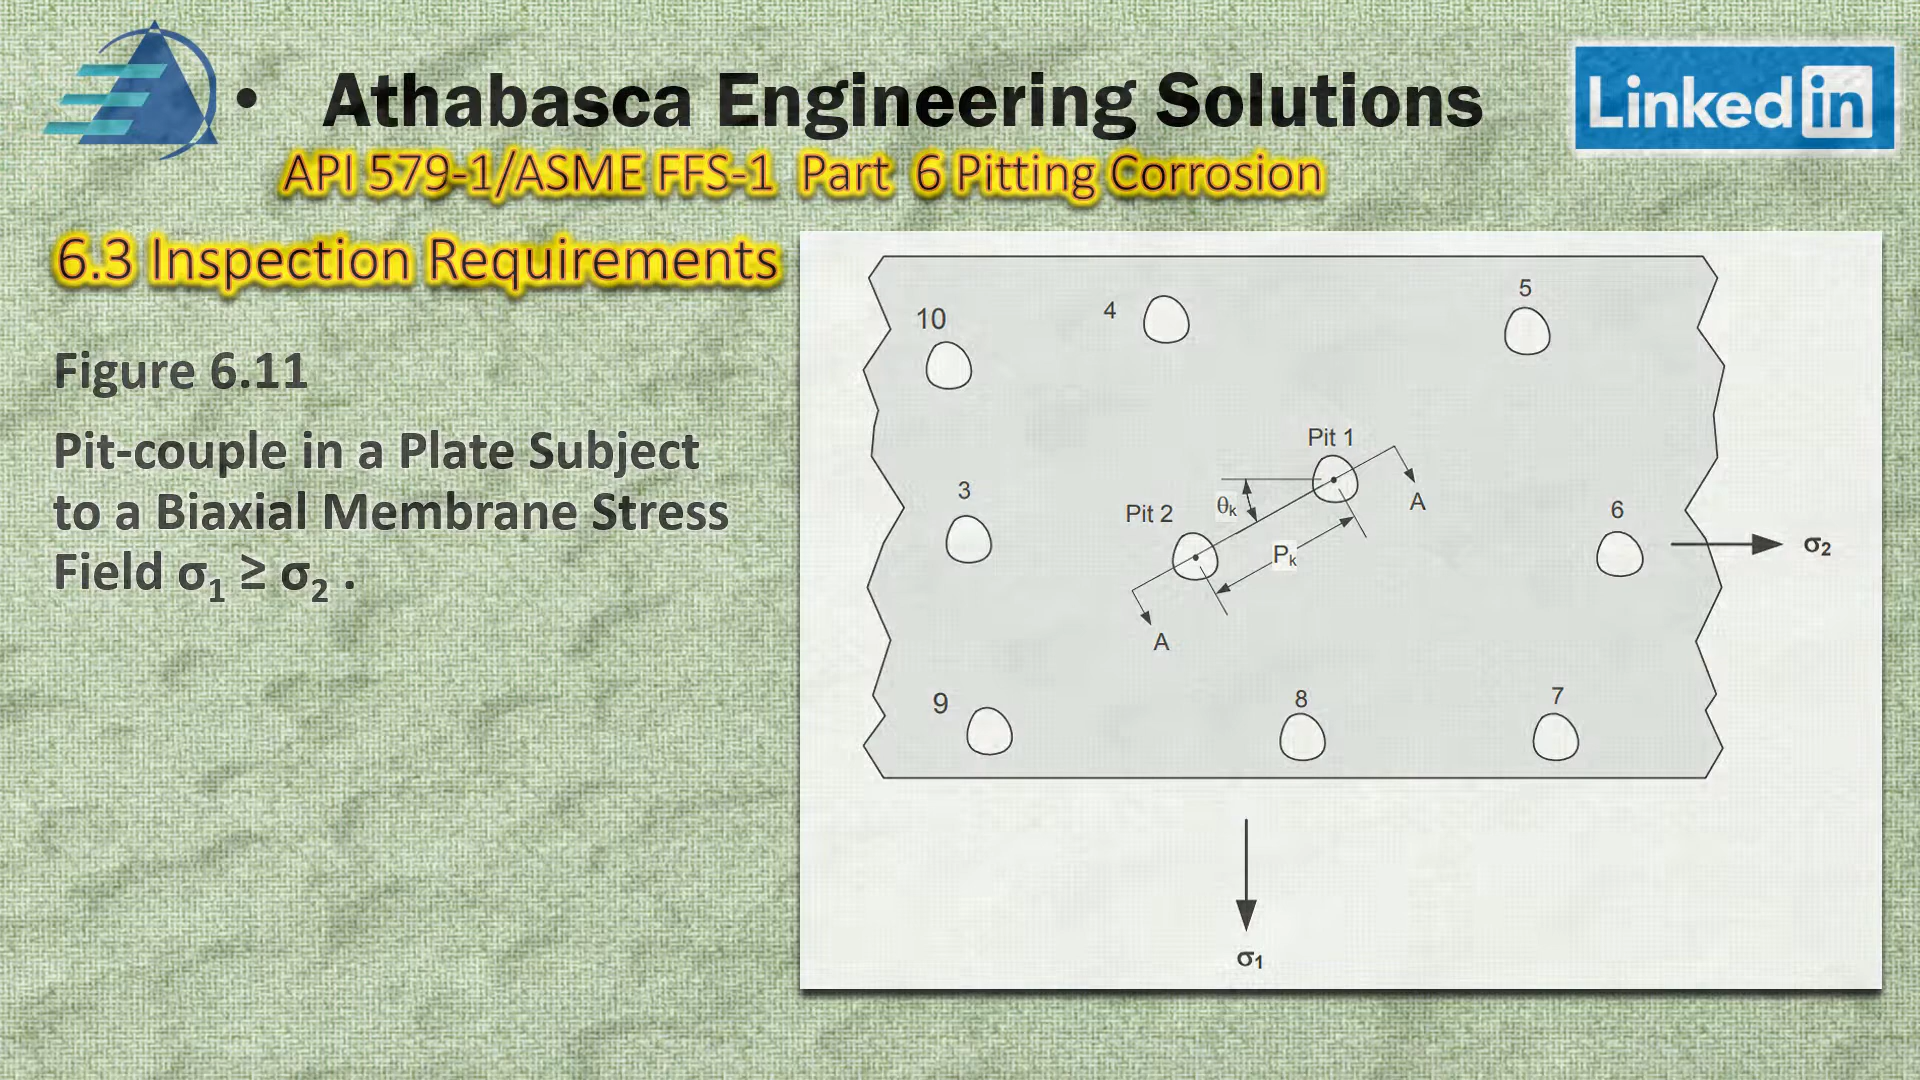 • Athabasca Engineering Solutions
LinkedIn
API 579-1/ASME FFS-1 Part 6 Pitting Corrosion
6.3 Inspection Requirements
Figure 6.11
Pit-couple in a Plate Subject
to a Biaxial Membrane Stress
Field σ₁ ≥ σ₂ .
10
4
5
Pit 1
3
Pit 2
θₖ
A
6
Pₖ
σ₂
A
9
8
7
σ₁